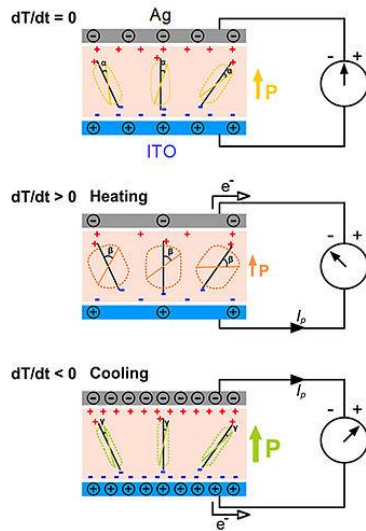 dT/dt = 0
Ag
α α α
P
- +
ITO
dT/dt > 0 Heating
e-
β β β
P
- +
Ip
dT/dt < 0 Cooling
Ip
γ γ γ
P
- +
e-